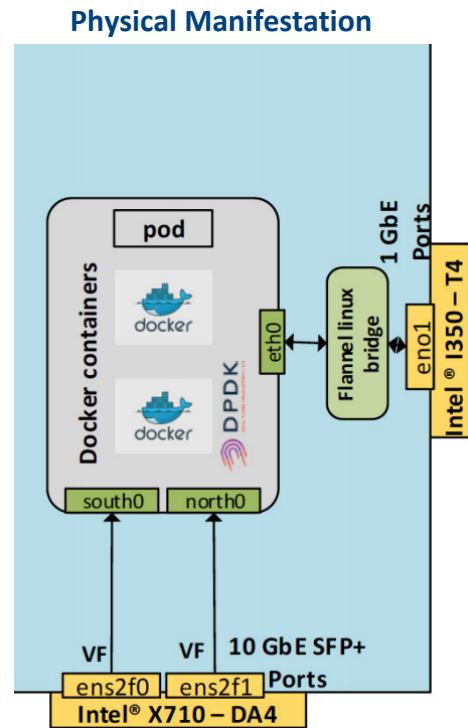 Physical Manifestation
pod
Docker containers
docker
docker
DPDK
eth0
Flannel linux
bridge
1 GbE
Ports
eno1
Intel ® I350 – T4
south0
north0
VF
VF
10 GbE SFP+
Ports
ens2f0
ens2f1
Intel® X710 – DA4